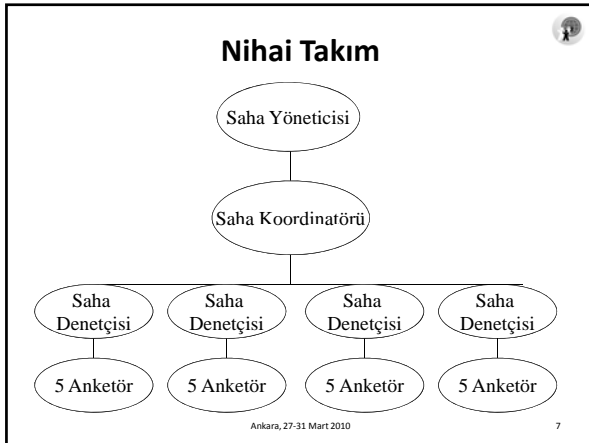 Nihai Takım
Saha Yöneticisi
Saha Koordinatörü
Saha
Denetçisi
Saha
Denetçisi
Saha
Denetçisi
Saha
Denetçisi
5 Anketör
5 Anketör
5 Anketör
5 Anketör
Ankara, 27-31 Mart 2010
7